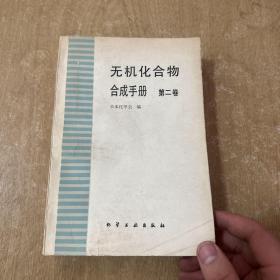 无机化合物
合成手册 第二卷
日本化学会 编
化学工业出版社